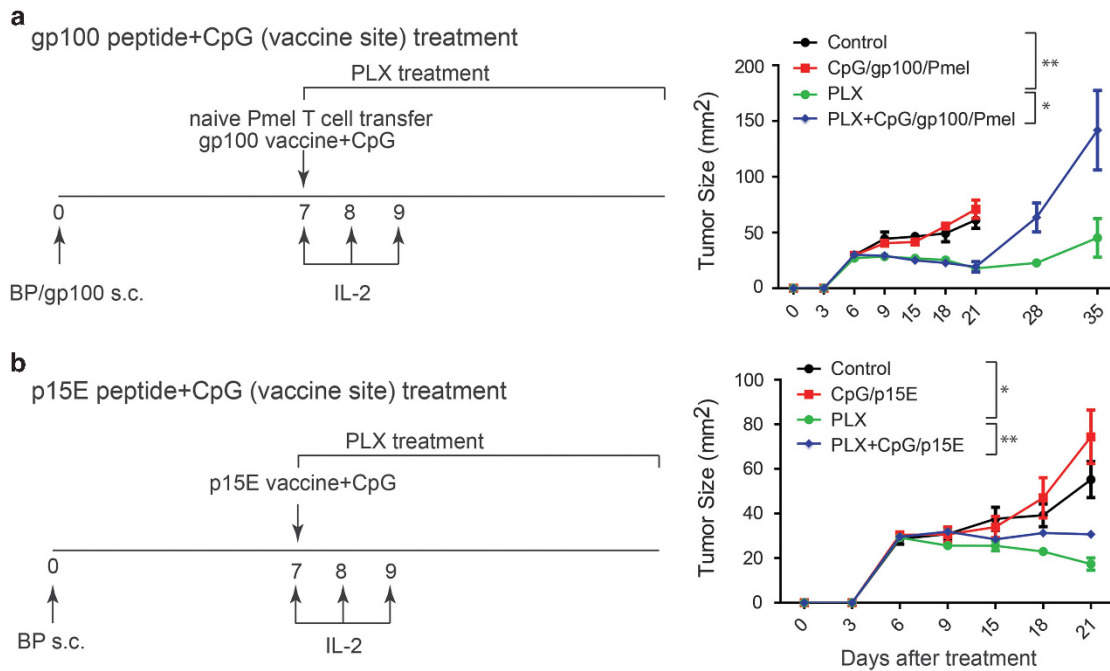 a
gp100 peptide+CpG (vaccine site) treatment
PLX treatment
naive Pmel T cell transfer
gp100 vaccine+CpG
0
7 8 9
BP/gp100 s.c.
IL-2
Control
CpG/gp100/Pmel
PLX
PLX+CpG/gp100/Pmel
**
*
Tumor Size (mm2)
200
150
100
50
0
0 3 6 9 15 18 21 28 35
b
p15E peptide+CpG (vaccine site) treatment
PLX treatment
p15E vaccine+CpG
0
7 8 9
BP s.c.
IL-2
Control
CpG/p15E
PLX
PLX+CpG/p15E
*
**
Tumor Size (mm2)
100
80
60
40
20
0
0 3 6 9 15 18 21
Days after treatment